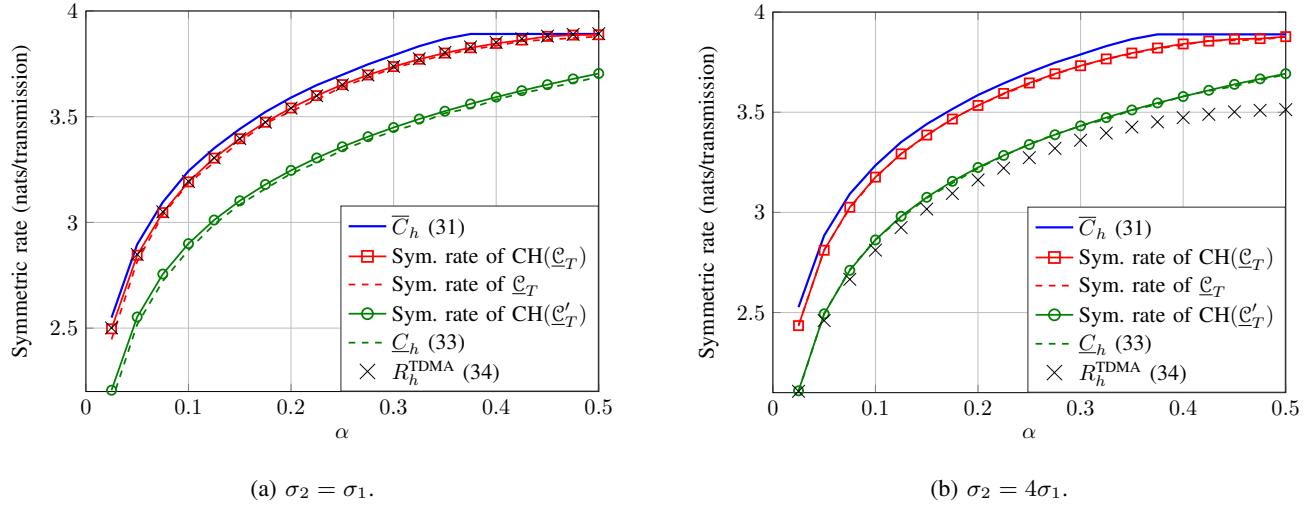 4
3.5
3
2.5
0
0.1
0.2
0.3
0.4
0.5
α
Symmetric rate (nats/transmission)
C̅_h (31)
Sym. rate of CH(𝒞̲_T)
Sym. rate of 𝒞̲_T
Sym. rate of CH(𝒞̲′_T)
C̲_h (33)
R_h^TDMA (34)
(a) σ₂ = σ₁.
4
3.5
3
2.5
0
0.1
0.2
0.3
0.4
0.5
α
Symmetric rate (nats/transmission)
C̅_h (31)
Sym. rate of CH(𝒞̲_T)
Sym. rate of 𝒞̲_T
Sym. rate of CH(𝒞̲′_T)
C̲_h (33)
R_h^TDMA (34)
(b) σ₂ = 4σ₁.